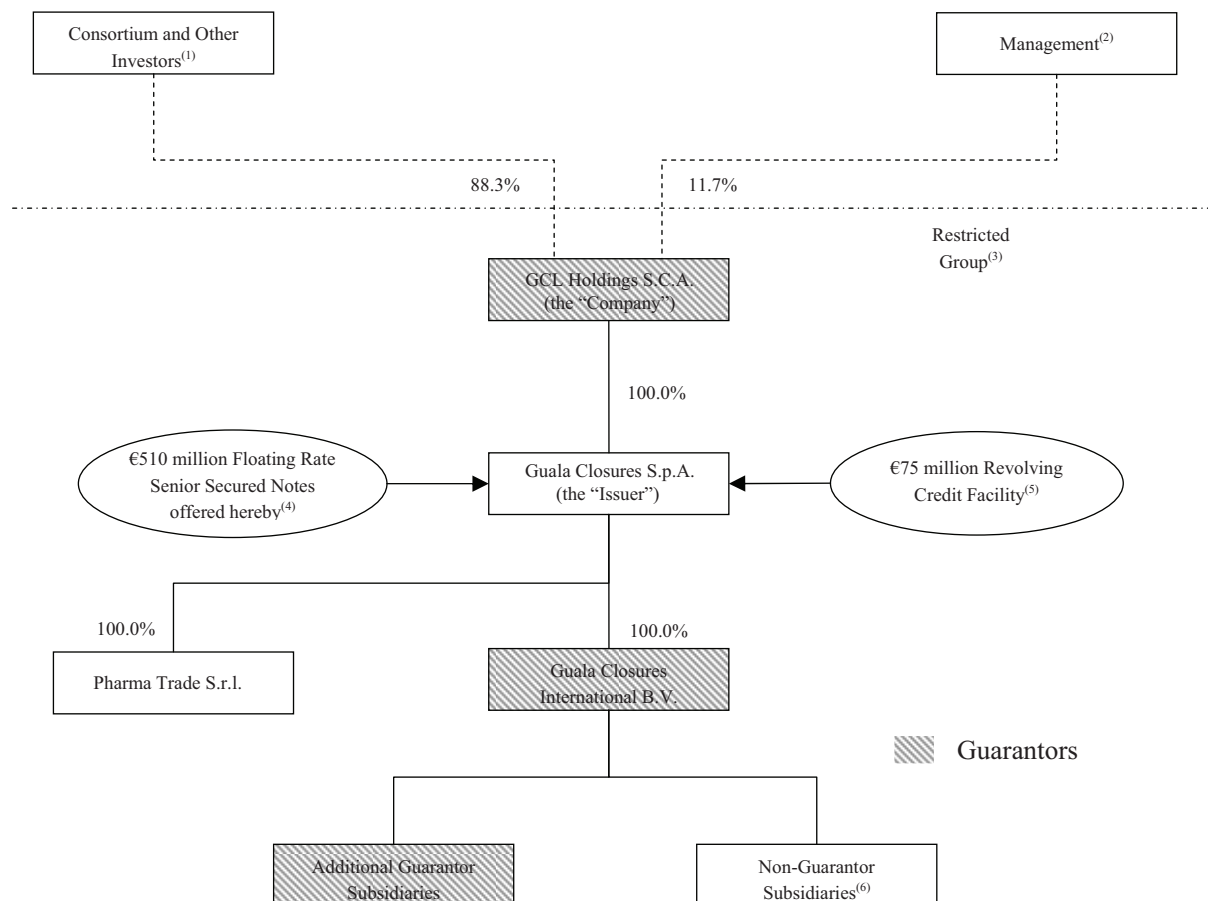 Consortium and Other
Investors(1)
Management(2)
88.3%
11.7%
Restricted
Group(3)
GCL Holdings S.C.A.
(the “Company”)
100.0%
€510 million Floating Rate
Senior Secured Notes
offered hereby(4)
Guala Closures S.p.A.
(the “Issuer”)
€75 million Revolving
Credit Facility(5)
100.0%
100.0%
Pharma Trade S.r.l.
Guala Closures
International B.V.
Guarantors
Additional Guarantor
Subsidiaries
Non-Guarantor
Subsidiaries(6)